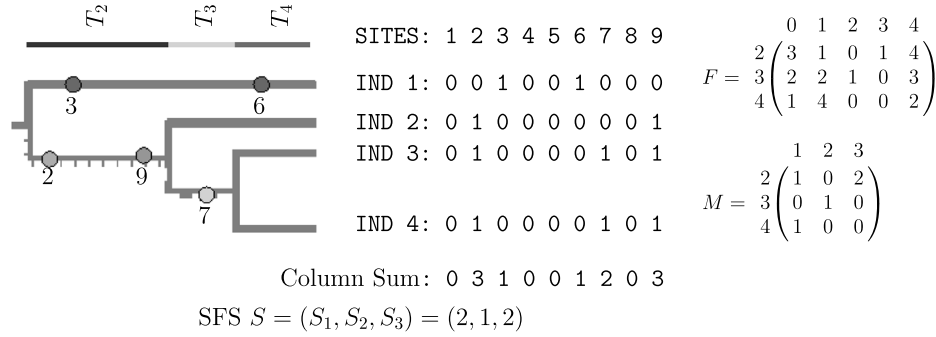 T₂ T₃ T₄
SITES: 1 2 3 4 5 6 7 8 9
IND 1: 0 0 1 0 0 1 0 0 0
IND 2: 0 1 0 0 0 0 0 0 1
IND 3: 0 1 0 0 0 0 1 0 1
IND 4: 0 1 0 0 0 0 1 0 1
Column Sum: 0 3 1 0 0 1 2 0 3
SFS S = (S₁, S₂, S₃) = (2, 1, 2)
3 6
2 9
7
0 1 2 3 4
2 3 1 0 1 4
F = 3 2 2 1 0 3
4 1 4 0 0 2
1 2 3
2 1 0 2
M = 3 0 1 0
4 1 0 0